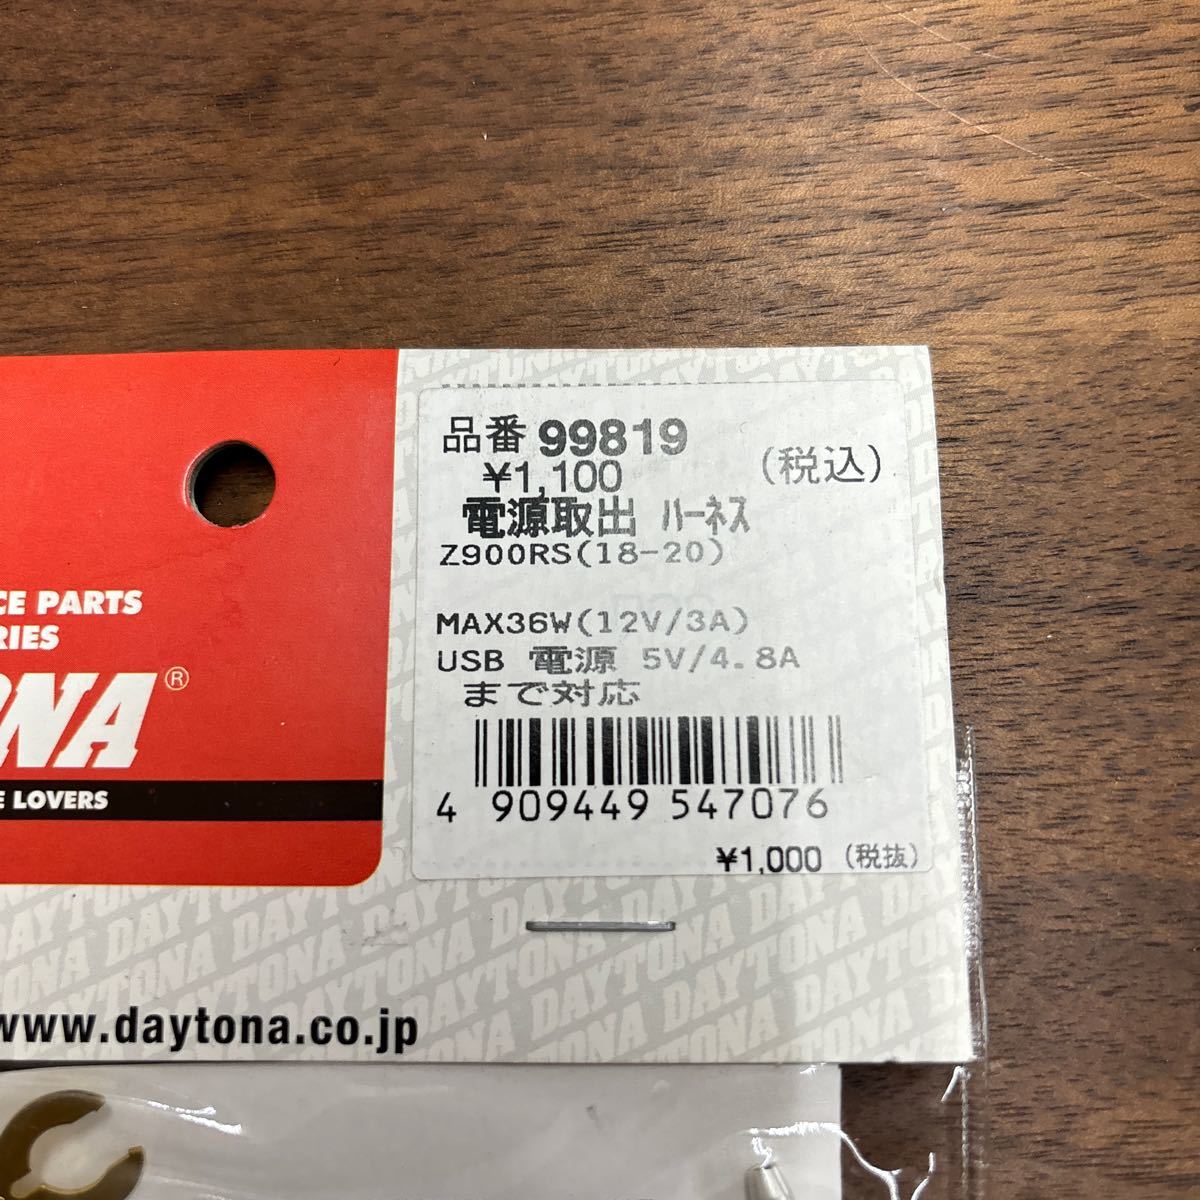 CE PARTS
RIES
ONA®
E LOVERS
品番 99819
¥1,100 (税込)
電源取出 ﾊｰﾈｽ
Z900RS(18-20)
MAX36W(12V/3A)
USB 電源 5V/4.8A
まで対応
4 909449 547076
¥1,000 (税抜)
www.daytona.co.jp
DAYTONA DAYTONA DAYTONA